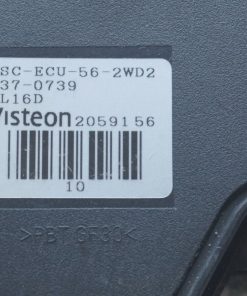 SC-ECU-56-2WD2
37-0739
L16D
Visteon 2059156
10
>PBT GF30<